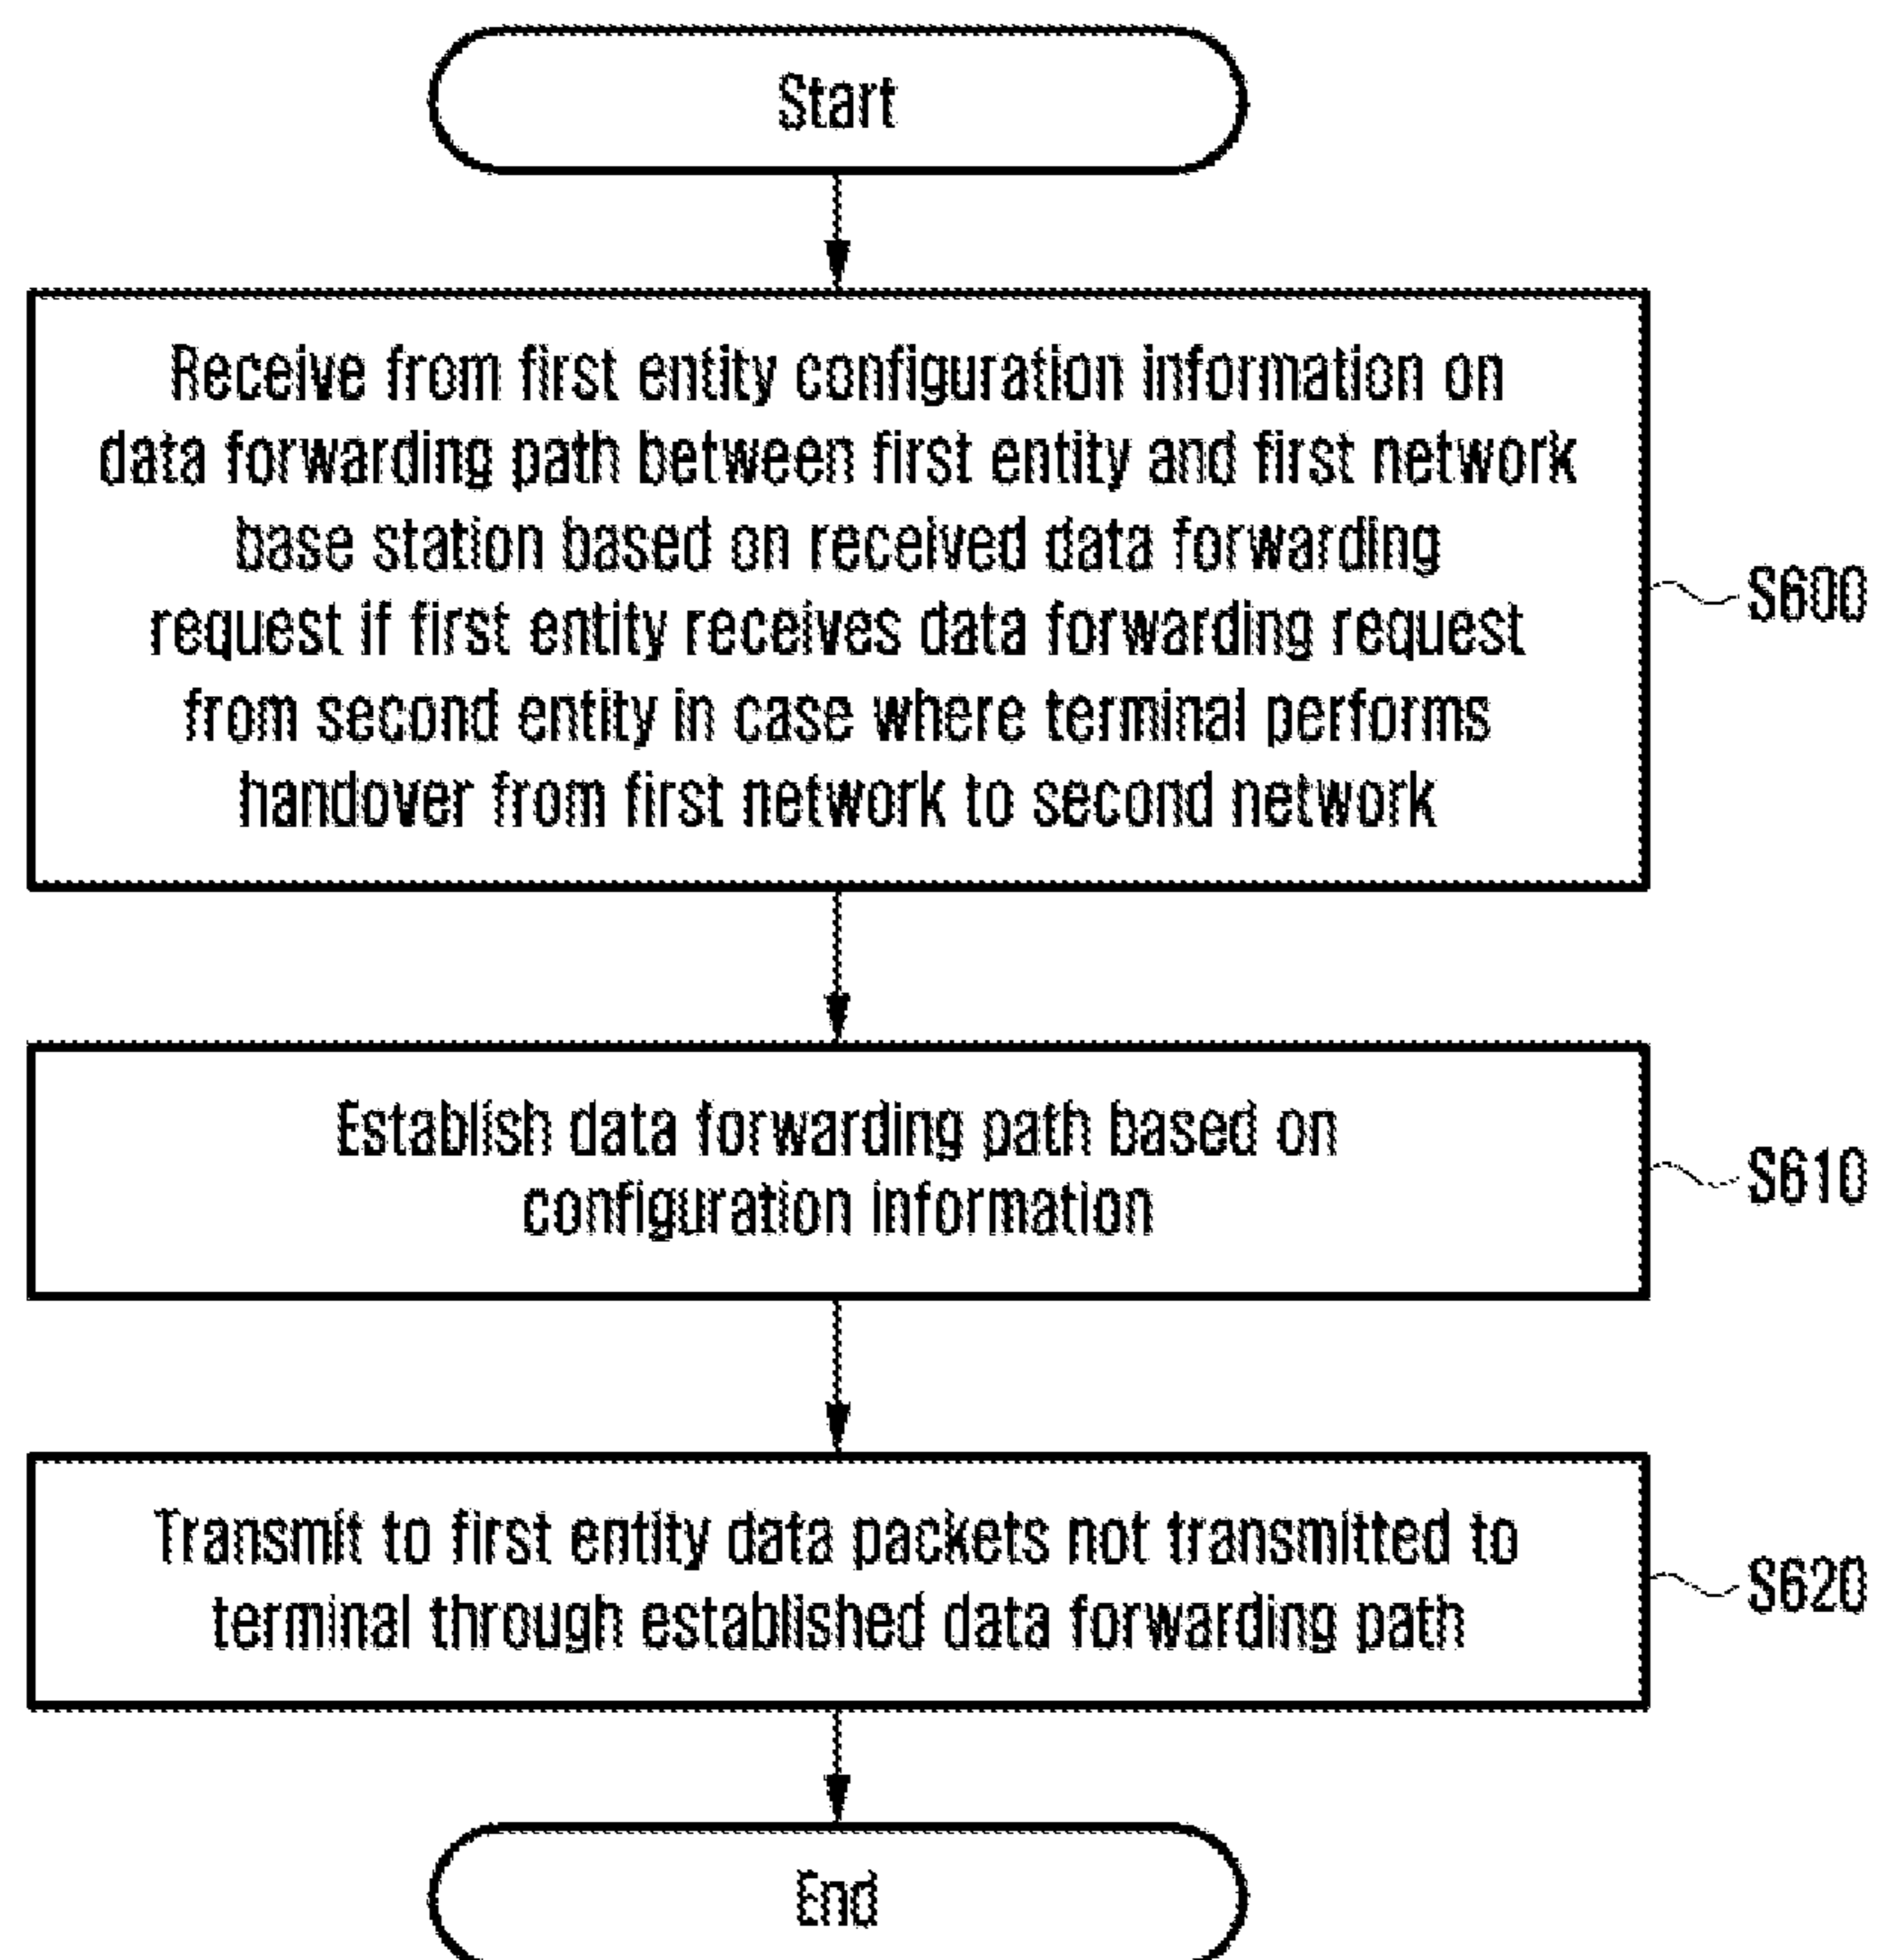 Start
Receive from first entity configuration information on
data forwarding path between first entity and first network
base station based on received data forwarding
request if first entity receives data forwarding request
from second entity in case where terminal performs
handover from first network to second network
S600
Establish data forwarding path based on
configuration information
S610
Transmit to first entity data packets not transmitted to
terminal through established data forwarding path
S620
End